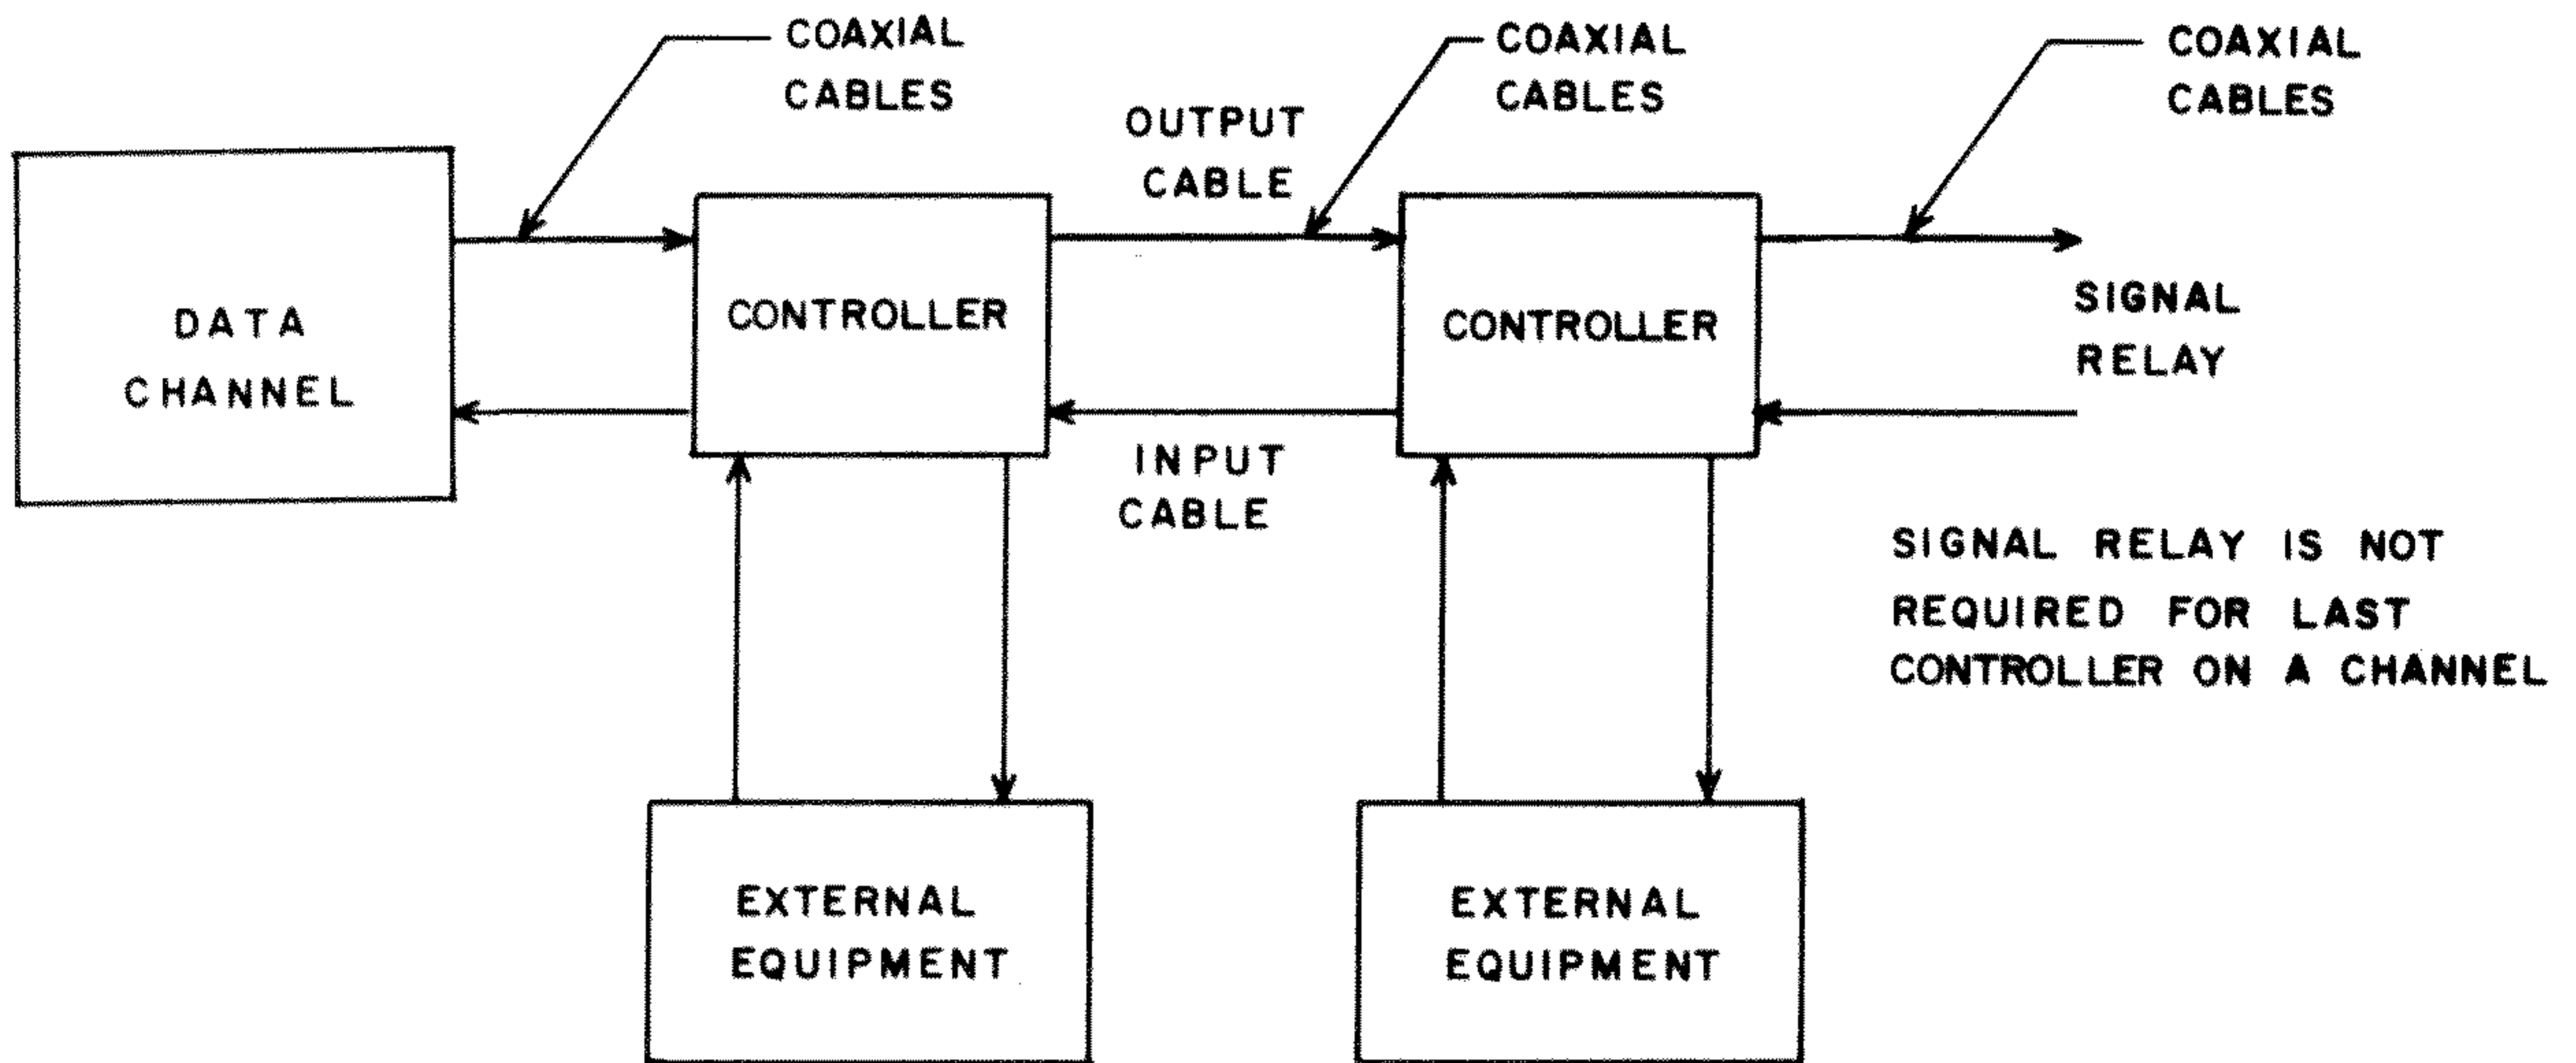 COAXIAL
CABLES
COAXIAL
CABLES
COAXIAL
CABLES
OUTPUT
CABLE
DATA
CHANNEL
CONTROLLER
CONTROLLER
SIGNAL
RELAY
INPUT
CABLE
SIGNAL RELAY IS NOT
REQUIRED FOR LAST
CONTROLLER ON A CHANNEL
EXTERNAL
EQUIPMENT
EXTERNAL
EQUIPMENT